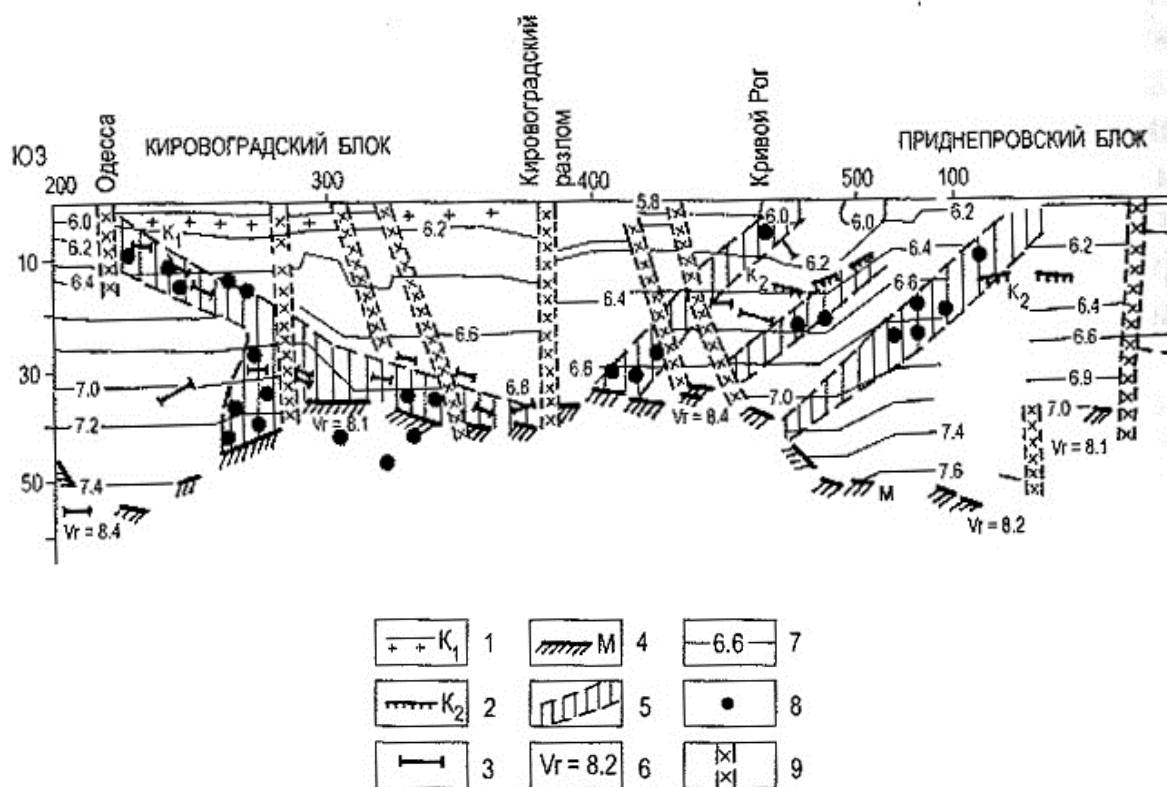 Одесса
Кировоградский
разлом
Кривой Рог
ЮЗ
КИРОВОГРАДСКИЙ БЛОК
ПРИДНЕПРОВСКИЙ БЛОК
200
300
400
500
100
10
30
50
6.0
6.2
6.4
7.0
7.2
7.4
Vr = 8.4
K₁
6.2
6.6
6.8
Vr = 8.1
5.8
6.4
6.6
K₂
6.0
6.2
6.0
6.2
6.4
6.6
7.0
7.4
7.6
Vr = 8.4
M
K₂
6.2
6.4
6.6
6.9
7.0
Vr = 8.1
Vr = 8.2
K₁ 1
M 4
6.6 7
K₂ 2
5
8
3
Vr = 8.2 6
9